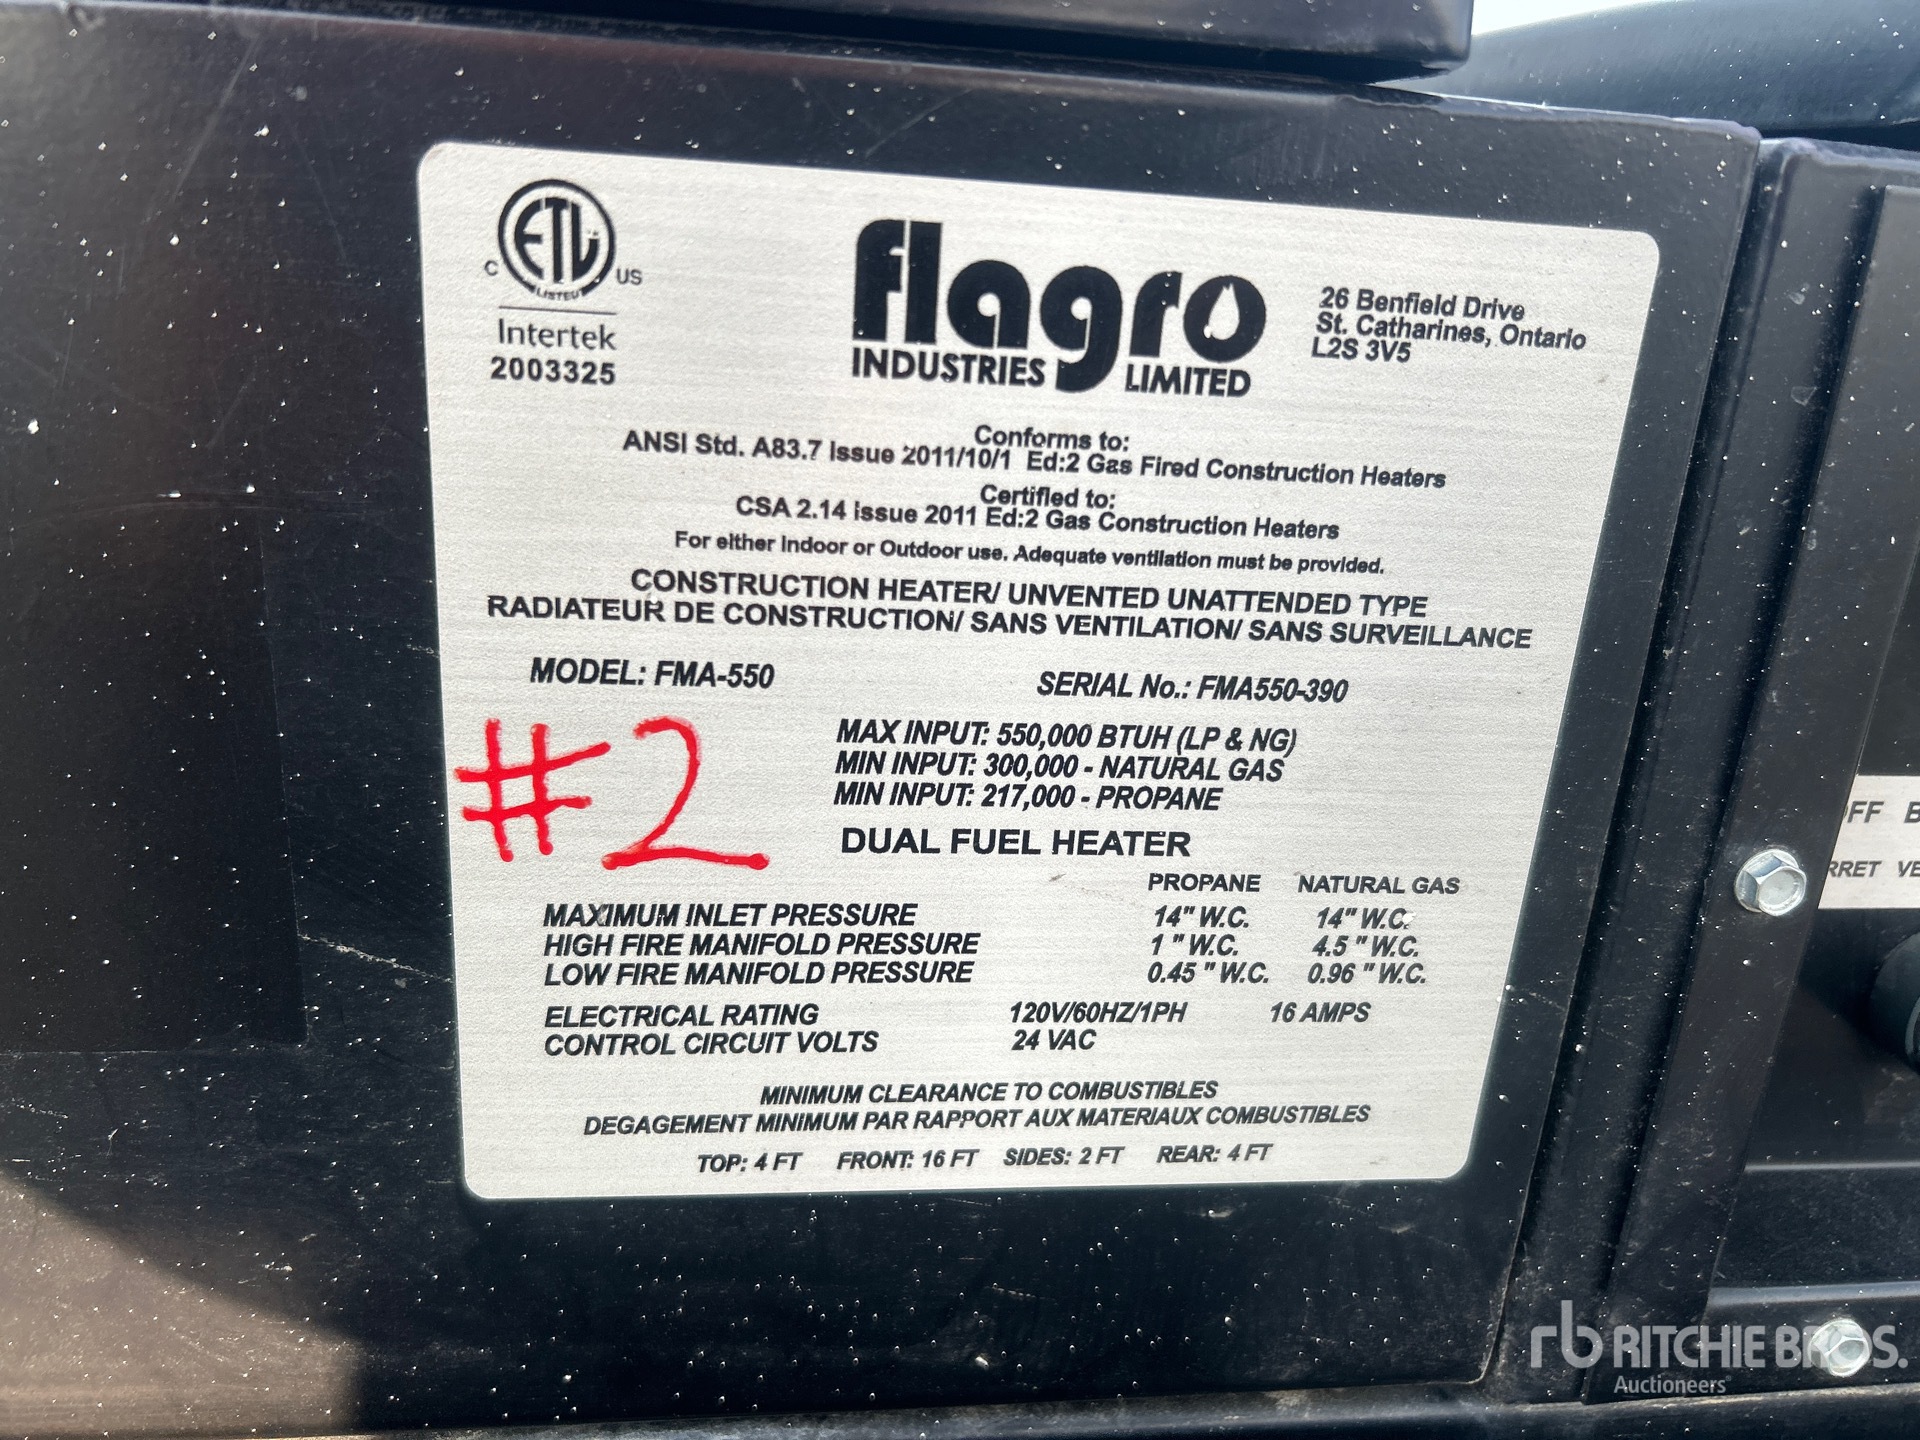 ETL
LISTED
C US
Intertek
2003325
flagro
INDUSTRIES LIMITED
26 Benfield Drive
St. Catharines, Ontario
L2S 3V5
Conforms to:
ANSI Std. A83.7 Issue 2011/10/1 Ed:2 Gas Fired Construction Heaters
Certified to:
CSA 2.14 Issue 2011 Ed:2 Gas Construction Heaters
For either Indoor or Outdoor use. Adequate ventilation must be provided.
CONSTRUCTION HEATER/ UNVENTED UNATTENDED TYPE
RADIATEUR DE CONSTRUCTION/ SANS VENTILATION/ SANS SURVEILLANCE
MODEL: FMA-550 SERIAL No.: FMA550-390
#2
MAX INPUT: 550,000 BTUH (LP & NG)
MIN INPUT: 300,000 - NATURAL GAS
MIN INPUT: 217,000 - PROPANE
DUAL FUEL HEATER
PROPANE NATURAL GAS
MAXIMUM INLET PRESSURE 14" W.C. 14" W.C.
HIGH FIRE MANIFOLD PRESSURE 1 " W.C. 4.5 " W.C.
LOW FIRE MANIFOLD PRESSURE 0.45 " W.C. 0.96 " W.C.
ELECTRICAL RATING 120V/60HZ/1PH 16 AMPS
CONTROL CIRCUIT VOLTS 24 VAC
MINIMUM CLEARANCE TO COMBUSTIBLES
DEGAGEMENT MINIMUM PAR RAPPORT AUX MATERIAUX COMBUSTIBLES
TOP: 4 FT FRONT: 16 FT SIDES: 2 FT REAR: 4 FT
rb RITCHIE BROS.
Auctioneers